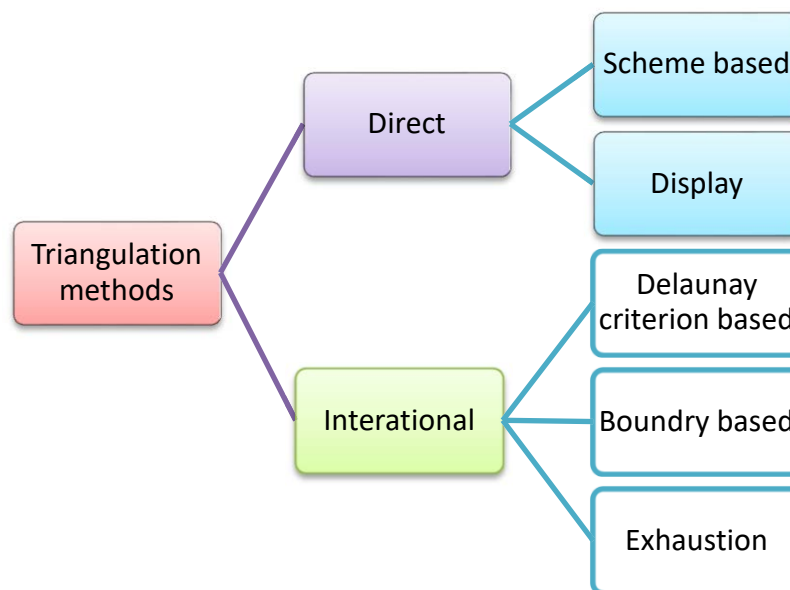 Scheme based
Direct
Display
Triangulation
methods
Delaunay
criterion based
Interational
Boundry based
Exhaustion